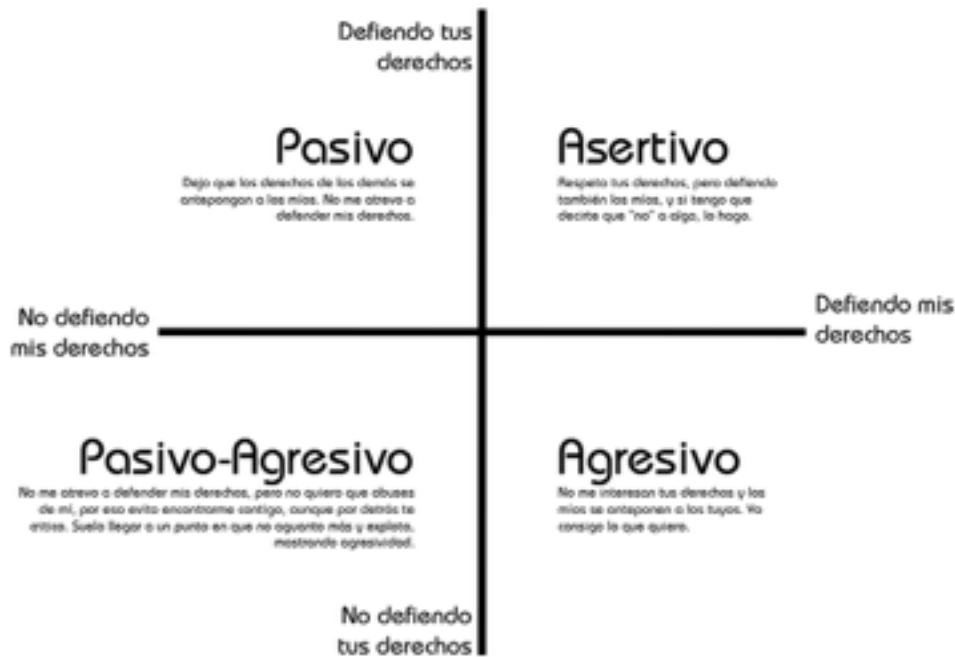 Defiendo tus
derechos
Pasivo
Dejo que los derechos de los demás se
antepongan a los míos. No me atrevo a
defender mis derechos.
Asertivo
Respeto tus derechos, pero defiendo
también los míos, y si tengo que
decirte que "no" a algo, lo hago.
No defiendo
mis derechos
Defiendo mis
derechos
Pasivo-Agresivo
No me atrevo a defender mis derechos, pero no quiero que abuses
de mí, por eso evito encontrarme contigo, aunque por detrás te
critico. Suelo llegar a un punto en que no aguanto más y exploto,
mostrando agresividad.
Agresivo
No me interesan tus derechos y los
míos se anteponen a los tuyos. Yo
consigo lo que quiero.
No defiendo
tus derechos